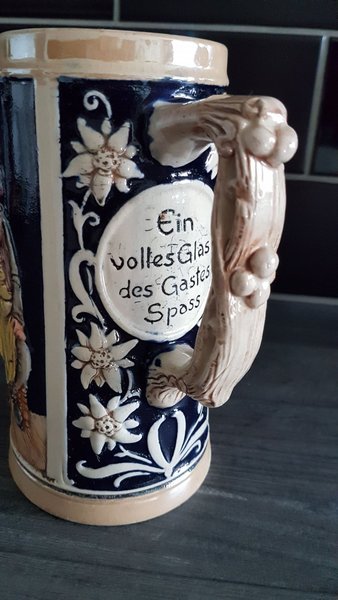 Ein
volles Glas
des Gastes
Spass